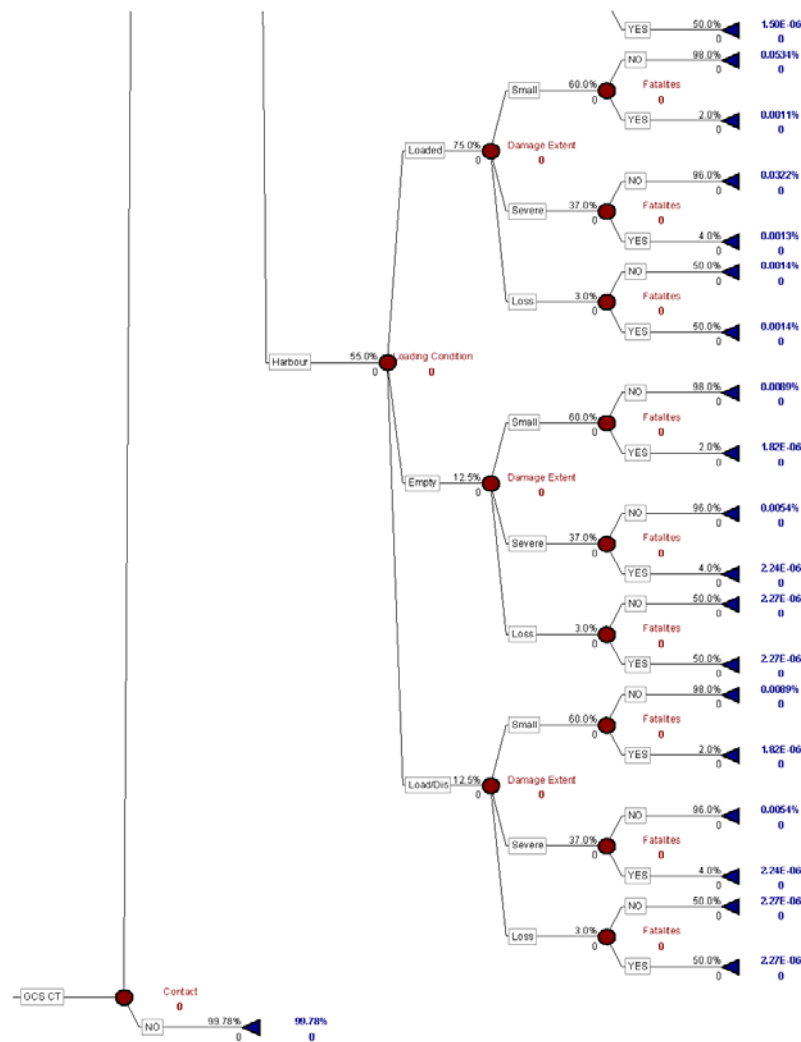 YES 50.0% 1.50E-06
0 0
NO 98.0% 0.0534%
0 0
Small 60.0% Fatalites
0 0
YES 2.0% 0.0011%
0 0
Loaded 75.0% Damage Extent
0 0
NO 96.0% 0.0322%
0 0
Severe 37.0% Fatalites
0 0
YES 4.0% 0.0013%
0 0
NO 50.0% 0.0014%
0 0
Loss 3.0% Fatalites
0 0
YES 50.0% 0.0014%
0 0
Harbour 55.0% Loading Condition
0 0
NO 98.0% 0.0089%
0 0
Small 60.0% Fatalites
0 0
YES 2.0% 1.82E-06
0 0
Empty 12.5% Damage Extent
0 0
NO 96.0% 0.0054%
0 0
Severe 37.0% Fatalites
0 0
YES 4.0% 2.24E-06
0 0
NO 50.0% 2.27E-06
0 0
Loss 3.0% Fatalites
0 0
YES 50.0% 2.27E-06
0 0
NO 98.0% 0.0089%
0 0
Small 60.0% Fatalites
0 0
YES 2.0% 1.82E-06
0 0
Load/Dis 12.5% Damage Extent
0 0
NO 96.0% 0.0054%
0 0
Severe 37.0% Fatalites
0 0
YES 4.0% 2.24E-06
0 0
NO 50.0% 2.27E-06
0 0
Loss 3.0% Fatalites
0 0
YES 50.0% 2.27E-06
0 0
GCS CT Contact
0
NO 99.78% 99.78%
0 0